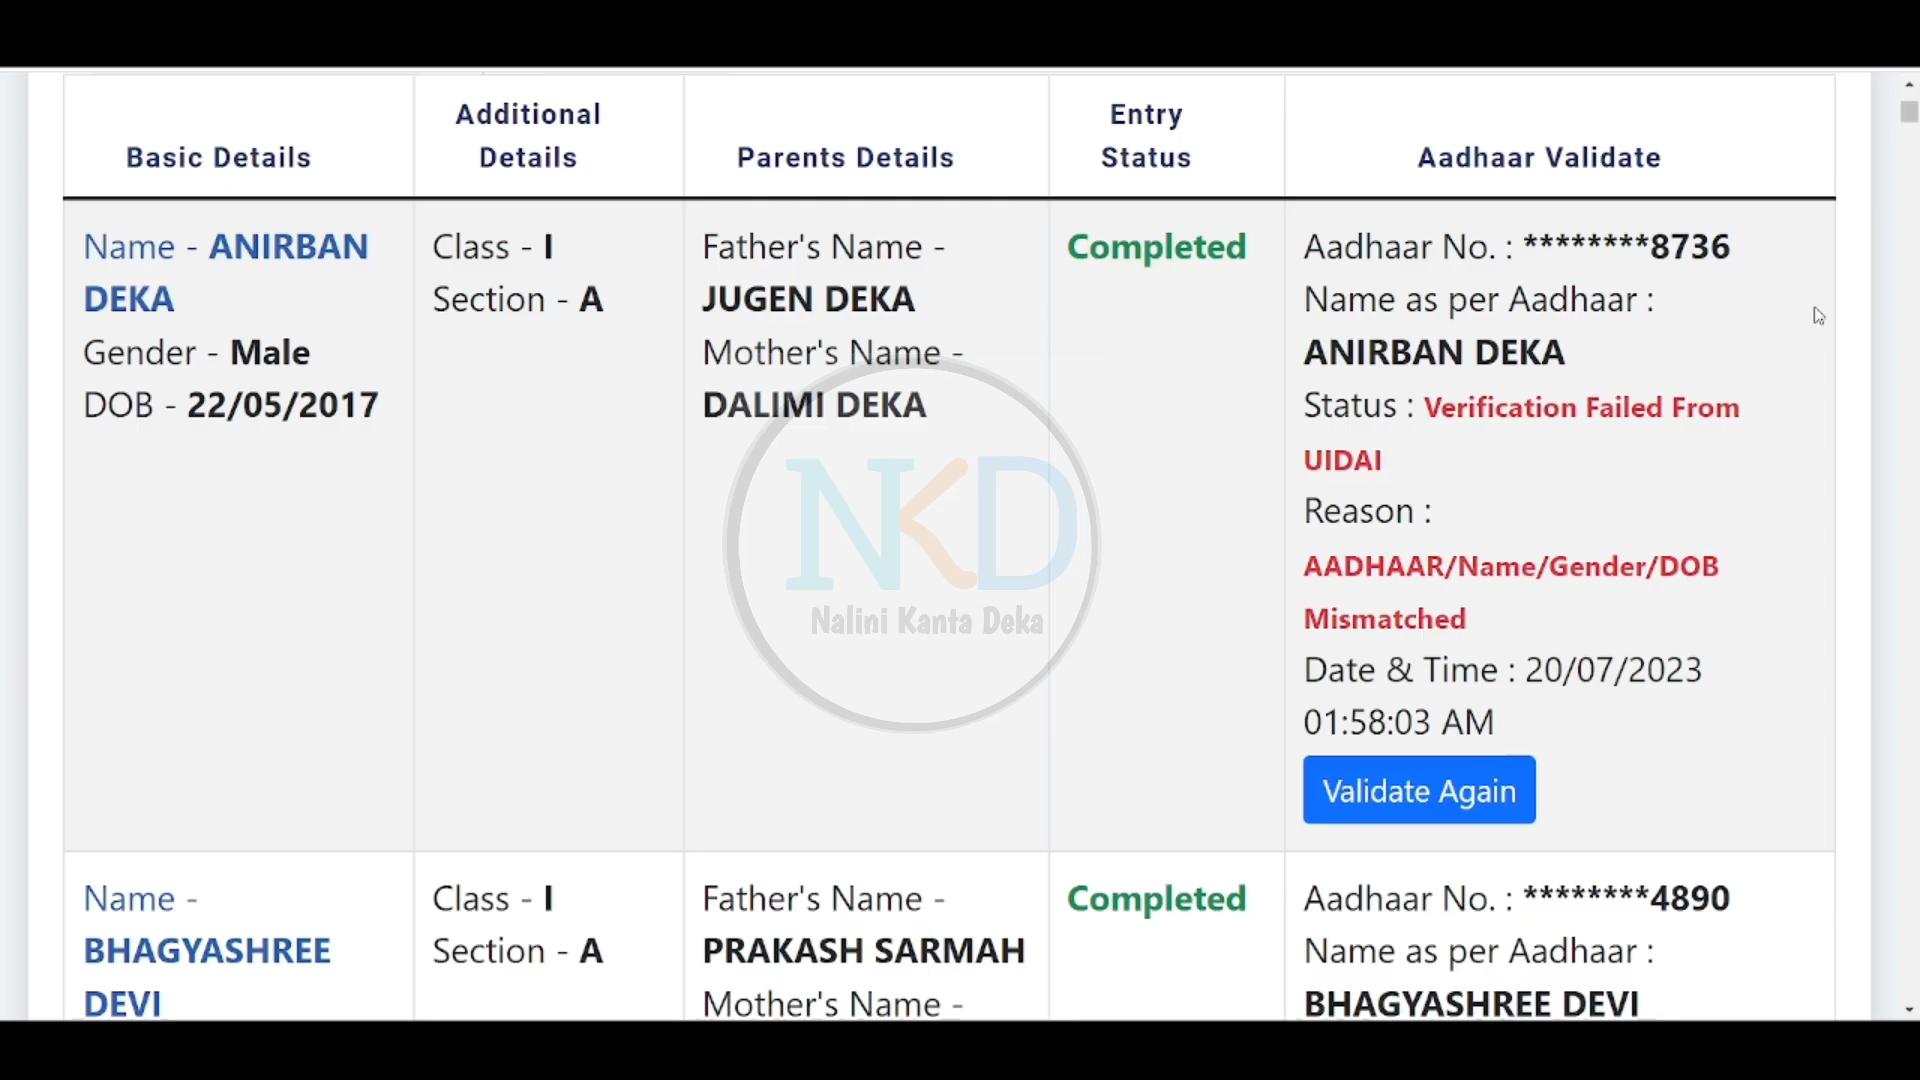 Basic Details
Additional
Details
Parents Details
Entry
Status
Aadhaar Validate
Name - ANIRBAN
DEKA
Gender - Male
DOB - 22/05/2017
Class - I
Section - A
Father's Name -
JUGEN DEKA
Mother's Name -
DALIMI DEKA
Completed
Aadhaar No. : ********8736
Name as per Aadhaar :
ANIRBAN DEKA
Status : Verification Failed From
UIDAI
Reason :
AADHAAR/Name/Gender/DOB
Mismatched
Date & Time : 20/07/2023
01:58:03 AM
Validate Again
NKD
Nalini Kanta Deka
Name -
BHAGYASHREE
DEVI
Class - I
Section - A
Father's Name -
PRAKASH SARMAH
Mother's Name -
Completed
Aadhaar No. : ********4890
Name as per Aadhaar :
BHAGYASHREE DEVI